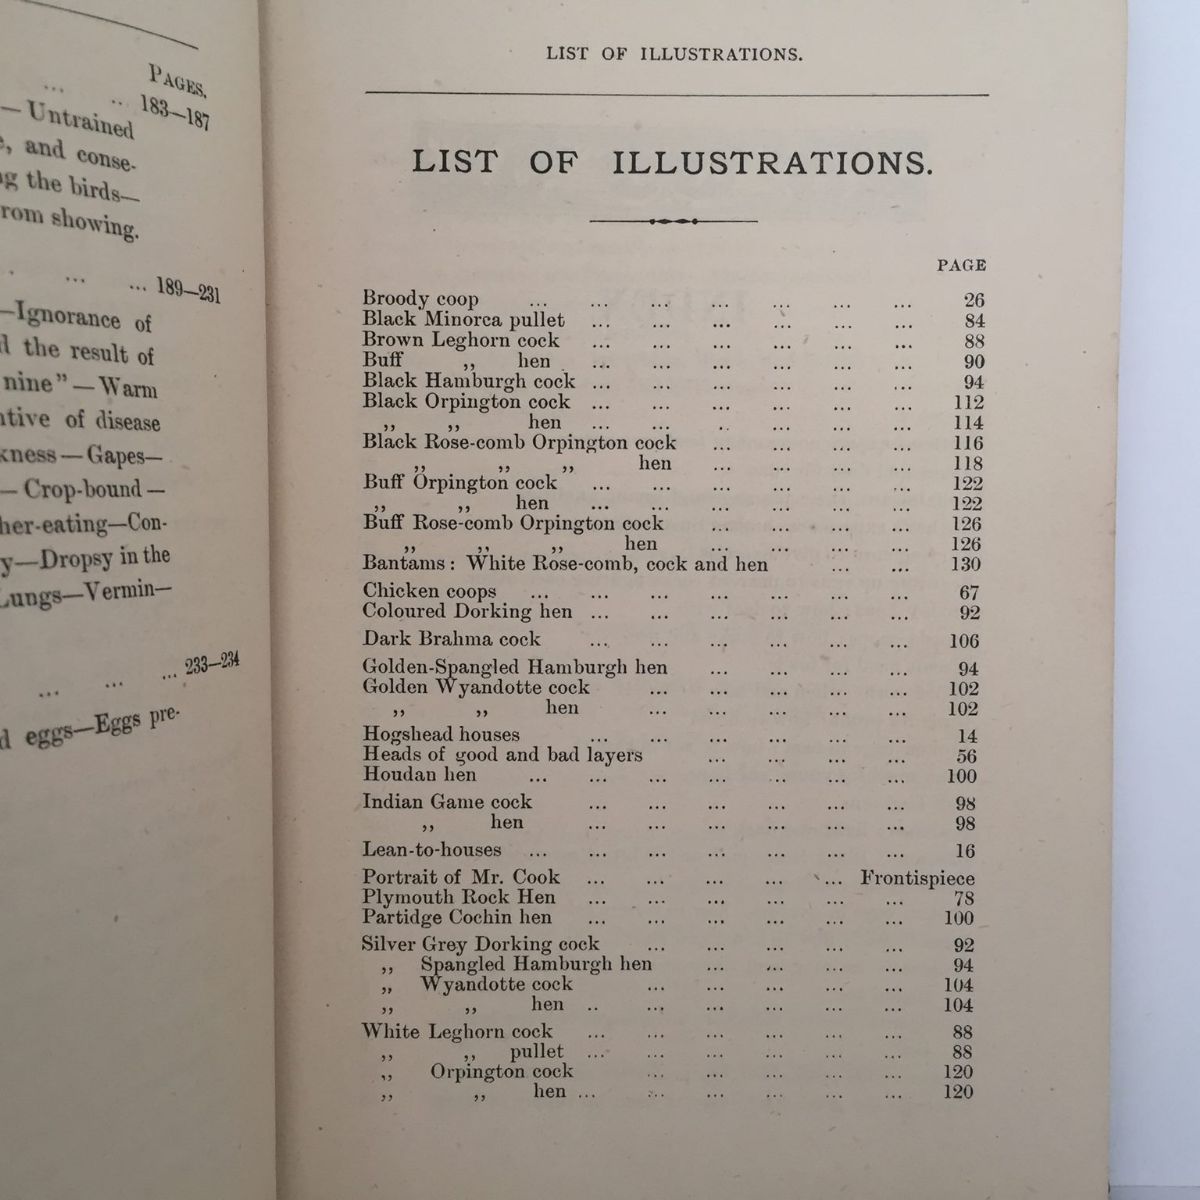 PAGES.
... .. 183—187
— Untrained
, and conse-
the birds—
from showing.
... ... 189—231
—Ignorance of
the result of
nine" — Warm
of disease
— Gapes—
— Crop-bound —
—Con-
—Dropsy in the
Lungs—Vermin—
... ... ... 233—234
eggs—Eggs pre-
LIST OF ILLUSTRATIONS.
LIST OF ILLUSTRATIONS.
PAGE
Broody coop ... ... ... ... ... ... ... 26
Black Minorca pullet ... ... ... ... ... ... 84
Brown Leghorn cock ... ... ... ... ... ... 88
Buff ,, hen ... ... ... ... ... ... 90
Black Hamburgh cock ... ... ... ... ... ... 94
Black Orpington cock ... ... ... ... ... ... 112
,, ,, hen ... ... .. ... ... ... 114
Black Rose-comb Orpington cock ... ... ... ... 116
,, ,, ,, hen ... ... ... ... 118
Buff Orpington cock ... ... ... ... ... ... 122
,, ,, hen ... ... ... ... ... ... 122
Buff Rose-comb Orpington cock ... ... ... ... 126
,, ,, ,, hen ... ... ... ... 126
Bantams: White Rose-comb, cock and hen ... ... 130
Chicken coops ... ... ... ... ... ... ... 67
Coloured Dorking hen ... ... ... ... ... ... 92
Dark Brahma cock ... ... ... ... ... ... 106
Golden-Spangled Hamburgh hen ... ... ... ... 94
Golden Wyandotte cock ... ... ... ... ... 102
,, ,, hen ... ... ... ... ... 102
Hogshead houses ... ... ... ... ... ... 14
Heads of good and bad layers ... ... ... ... 56
Houdan hen ... ... ... ... ... ... ... 100
Indian Game cock ... ... ... ... ... ... 98
,, hen ... ... ... ... ... ... 98
Lean-to-houses ... ... ... ... ... ... ... 16
Portrait of Mr. Cook ... ... ... ... ... Frontispiece
Plymouth Rock Hen ... ... ... ... ... ... 78
Partidge Cochin hen ... ... ... ... ... ... 100
Silver Grey Dorking cock ... ... ... ... ... 92
,, Spangled Hamburgh hen ... ... ... ... 94
,, Wyandotte cock ... ... ... ... ... 104
,, ,, hen .. ... ... ... ... ... 104
White Leghorn cock ... ... ... ... ... ... 88
,, ,, pullet ... ... ... ... ... ... 88
,, Orpington cock ... ... ... ... ... 120
,, ,, hen ... ... ... ... ... ... 120